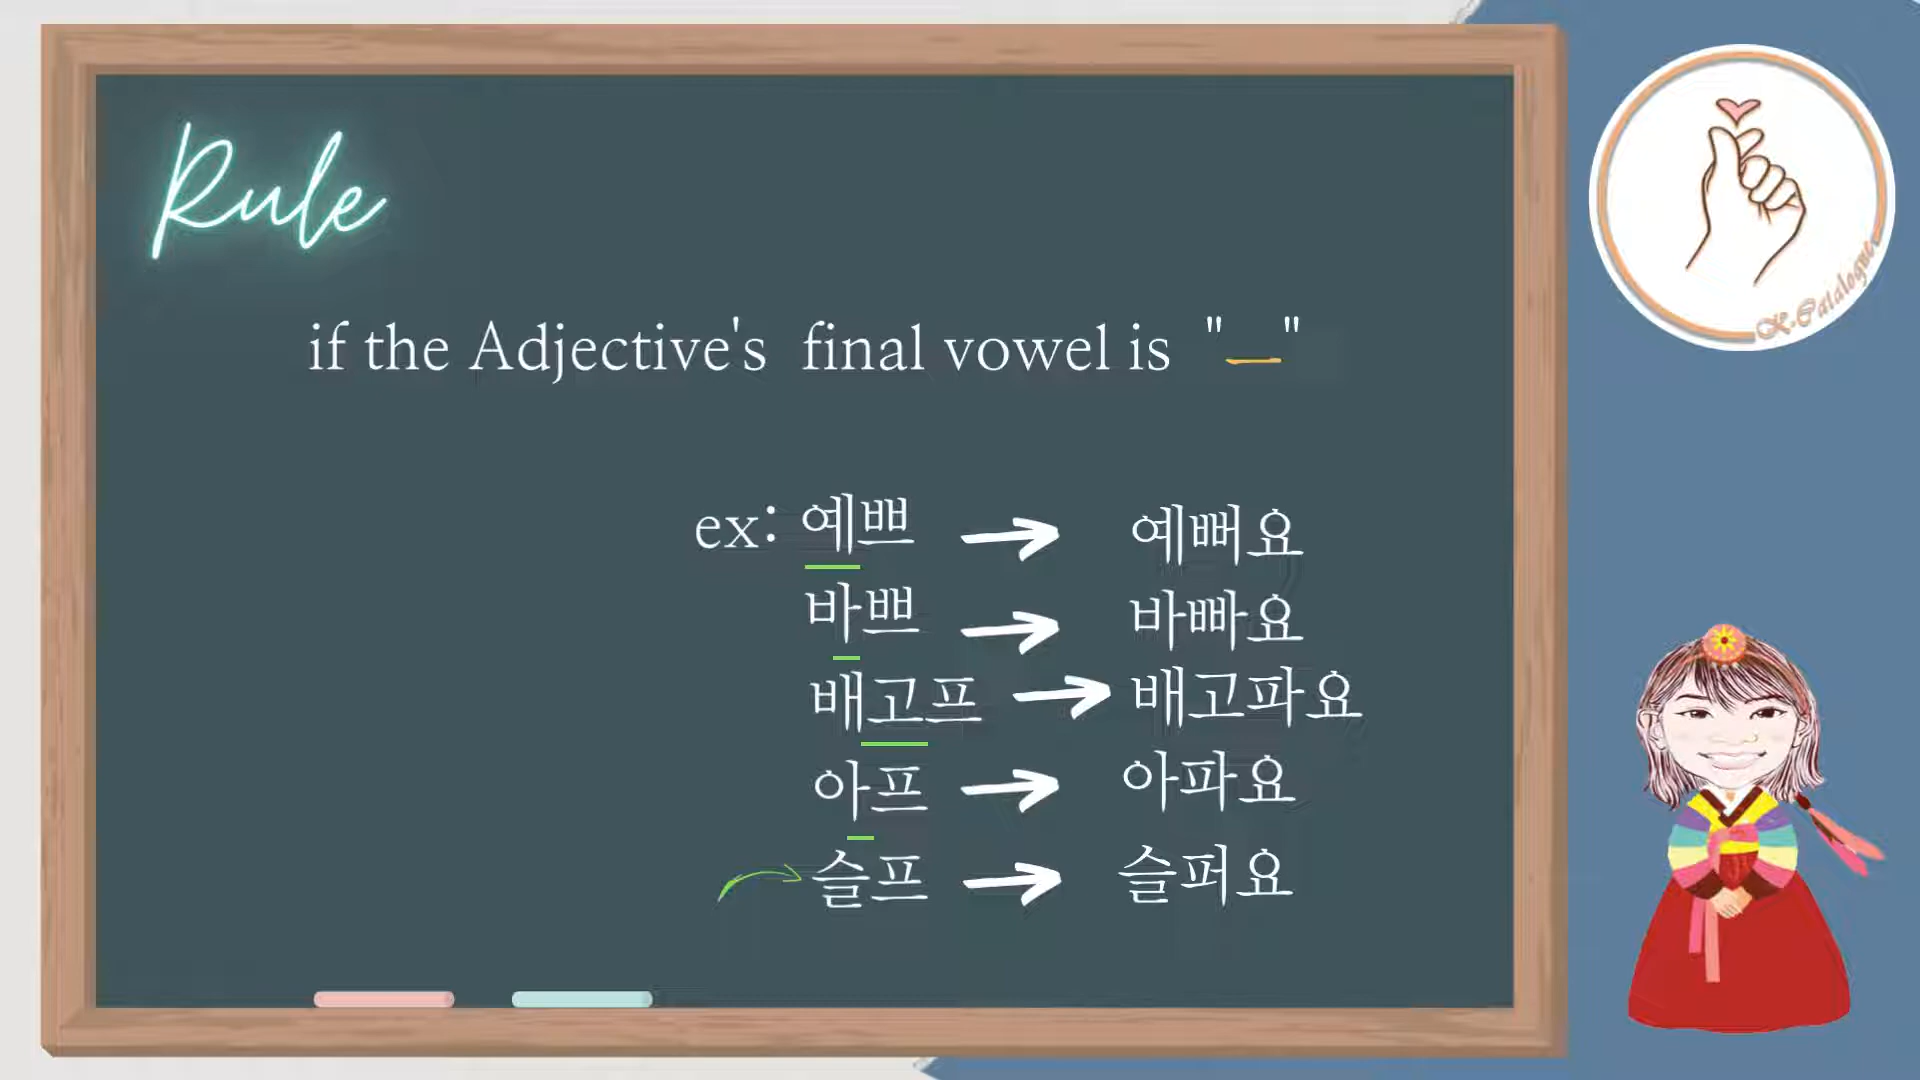 Rule
if the Adjective's final vowel is "ㅡ"
ex: 예쁘 → 예뻐요
바쁘 → 바빠요
배고프 → 배고파요
아프 → 아파요
슬프 → 슬퍼요
K-Catalogue